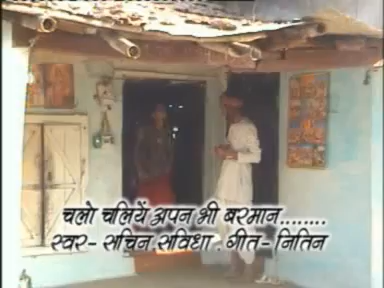 चलो चलियें अपन भी बरमान........
स्वर- सचिन, सविधा . गीत- नितिन